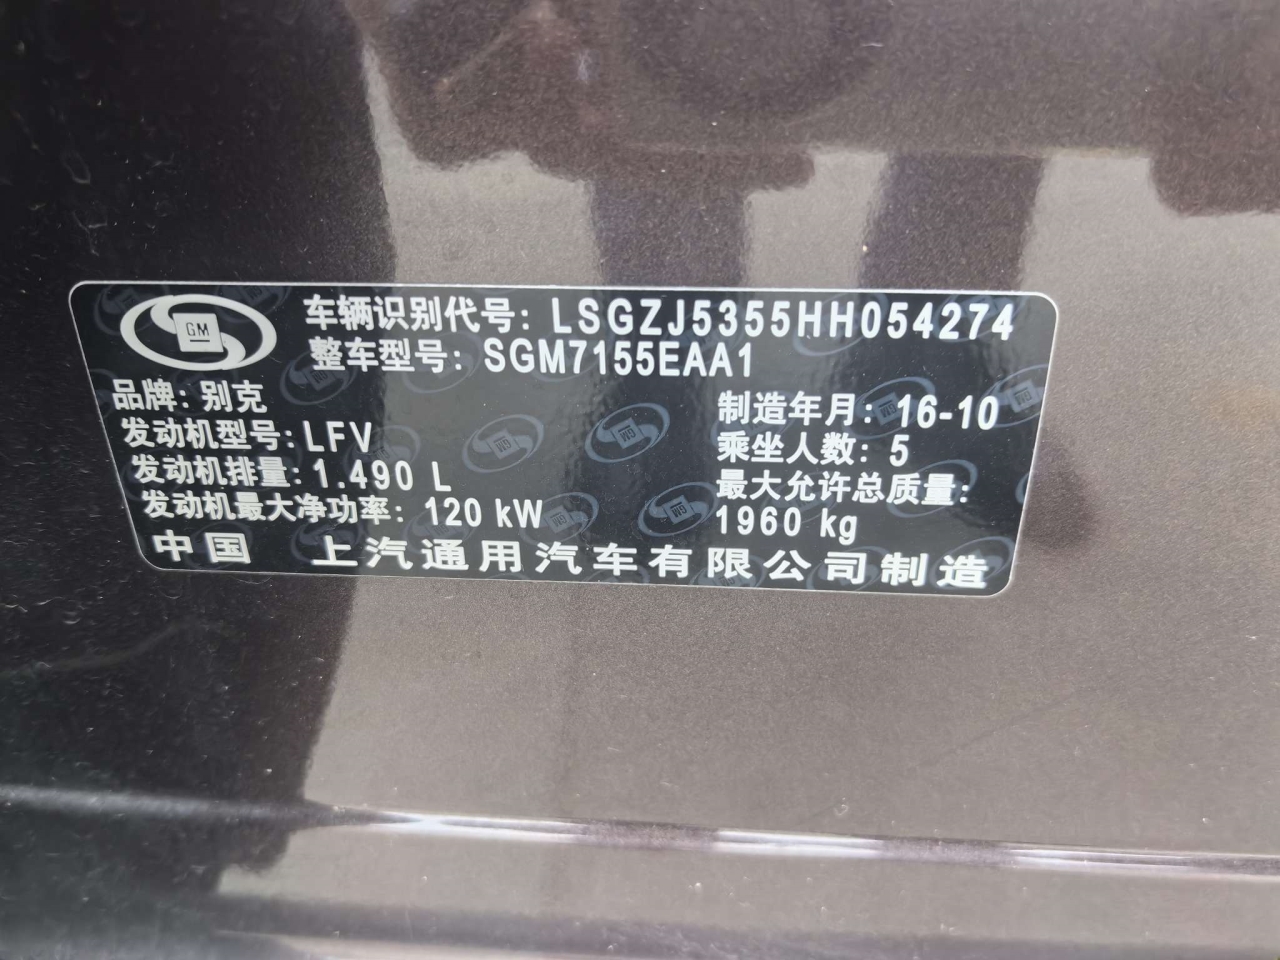 GM
车辆识别代号: LSGZJ5355HH054274
整车型号: SGM7155EAA1
品牌: 别克
制造年月: 16-10
发动机型号: LFV
乘坐人数: 5
发动机排量: 1.490 L
最大允许总质量:
1960 kg
发动机最大净功率: 120 kW
中国 上汽通用汽车有限公司制造